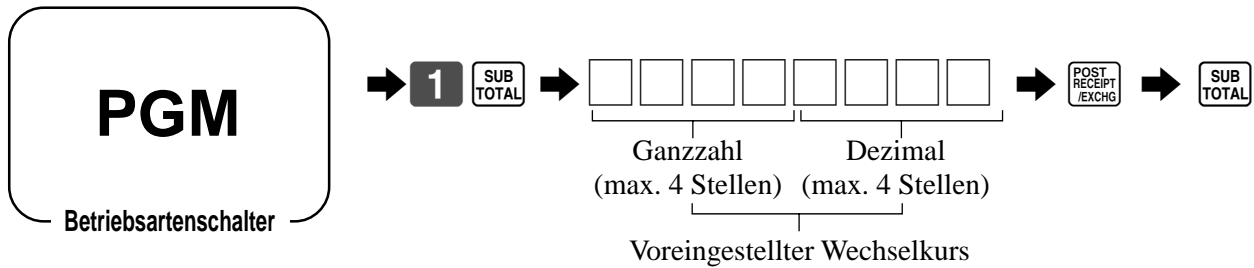 PGM
Betriebsartenschalter
1
SUB
TOTAL
POST
RECEIPT
/EXCHG
SUB
TOTAL
Ganzzahl
(max. 4 Stellen)
Dezimal
(max. 4 Stellen)
Voreingestellter Wechselkurs